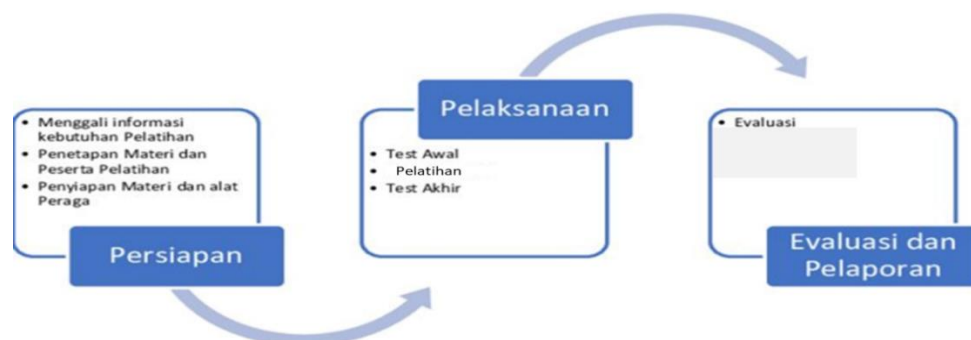 • Menggali informasi
kebutuhan Pelatihan
• Penetapan Materi dan
Peserta Pelatihan
• Penyiapan Materi dan alat
Peraga
Persiapan
Pelaksanaan
• Test Awal
• Pelatihan
• Test Akhir
• Evaluasi
Evaluasi dan
Pelaporan